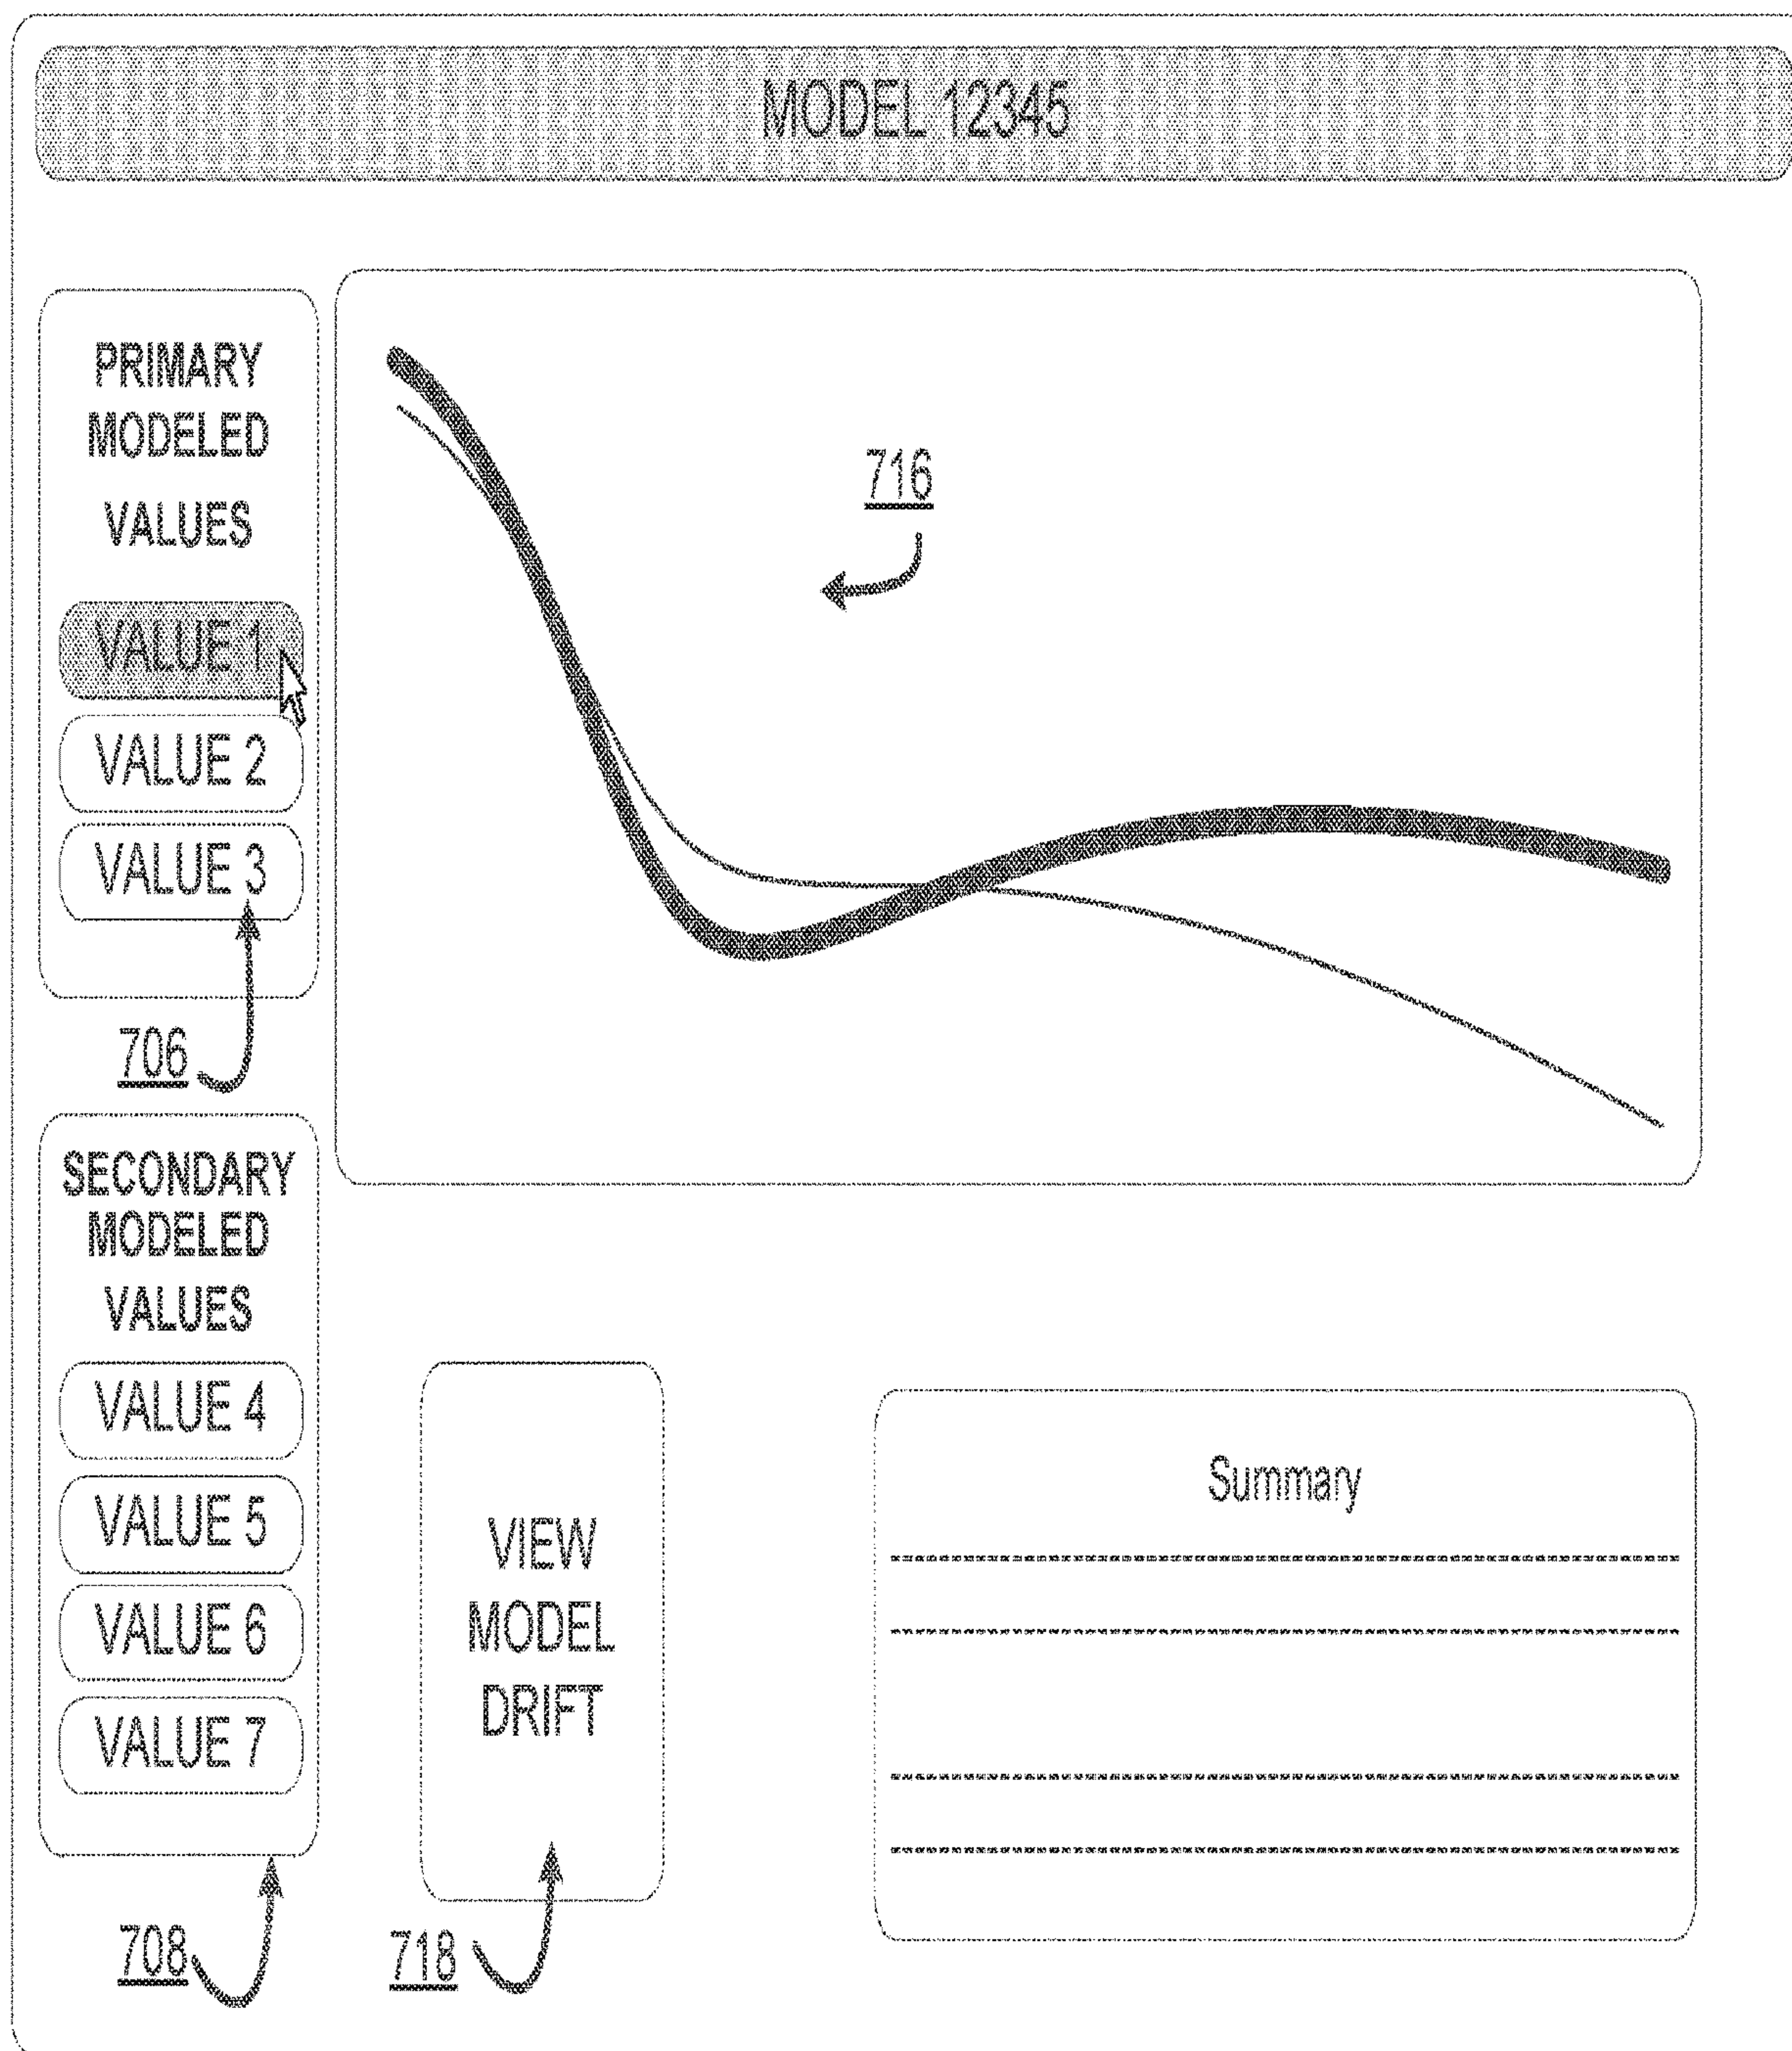 MODEL 12345
PRIMARY
MODELED
VALUES
VALUE 1
VALUE 2
VALUE 3
706
716
SECONDARY
MODELED
VALUES
VALUE 4
VALUE 5
VALUE 6
VALUE 7
708
VIEW
MODEL
DRIFT
718
Summary